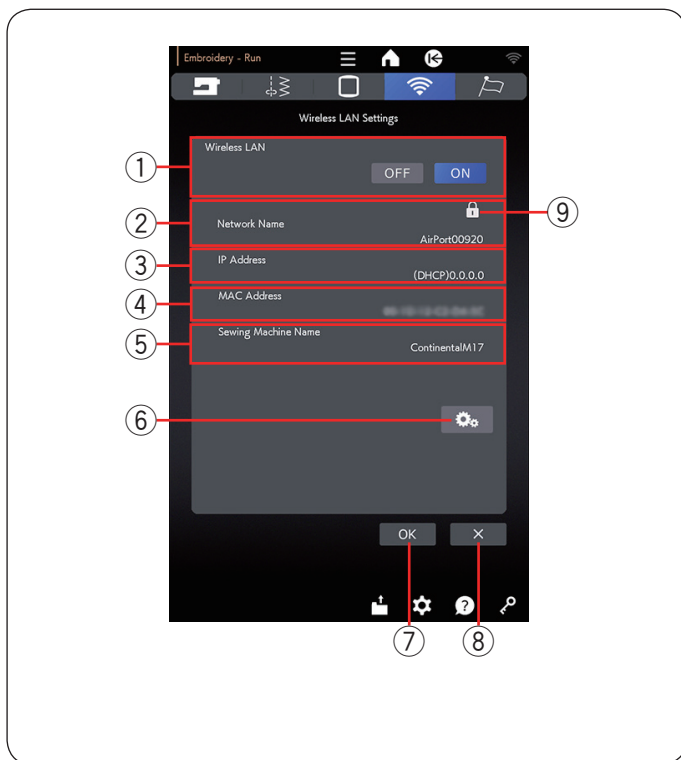 Embroidery - Run
Wireless LAN Settings
Wireless LAN
OFF ON
Network Name
AirPort00920
IP Address
(DHCP)0.0.0.0
MAC Address
Sewing Machine Name
ContinentalM17
OK ×
?
①
②
③
④
⑤
⑥
⑦
⑧
⑨